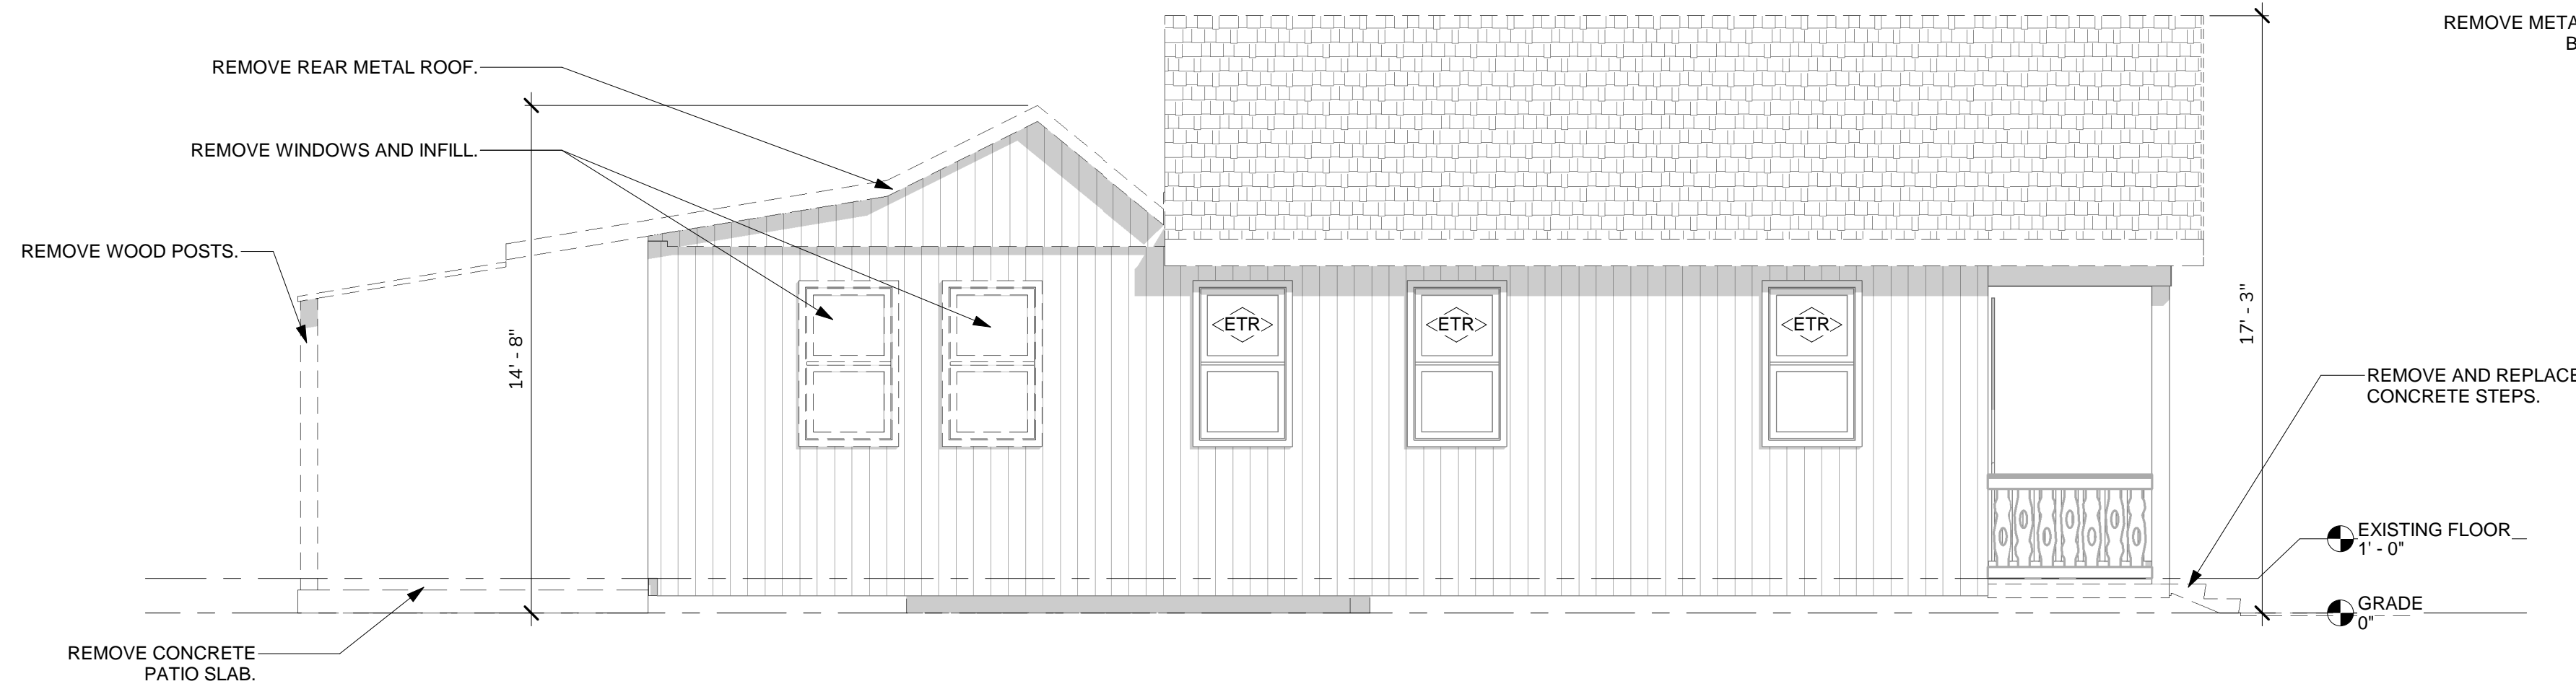 REMOVE META
B
REMOVE REAR METAL ROOF.
REMOVE WINDOWS AND INFILL.
REMOVE WOOD POSTS.
14' - 8"
ETR
ETR
ETR
17' - 3"
REMOVE AND REPLACE
CONCRETE STEPS.
EXISTING FLOOR
1' - 0"
GRADE
0"
REMOVE CONCRETE
PATIO SLAB.